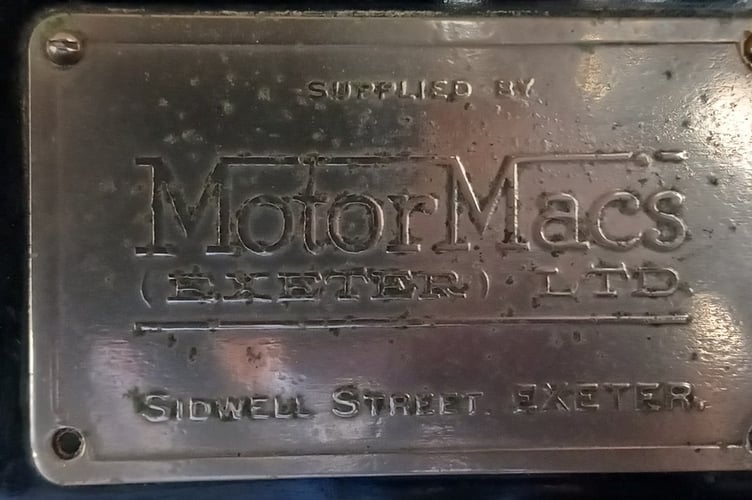 SUPPLIED BY
MotorMacs
(EXETER) LTD.
SIDWELL STREET. EXETER.